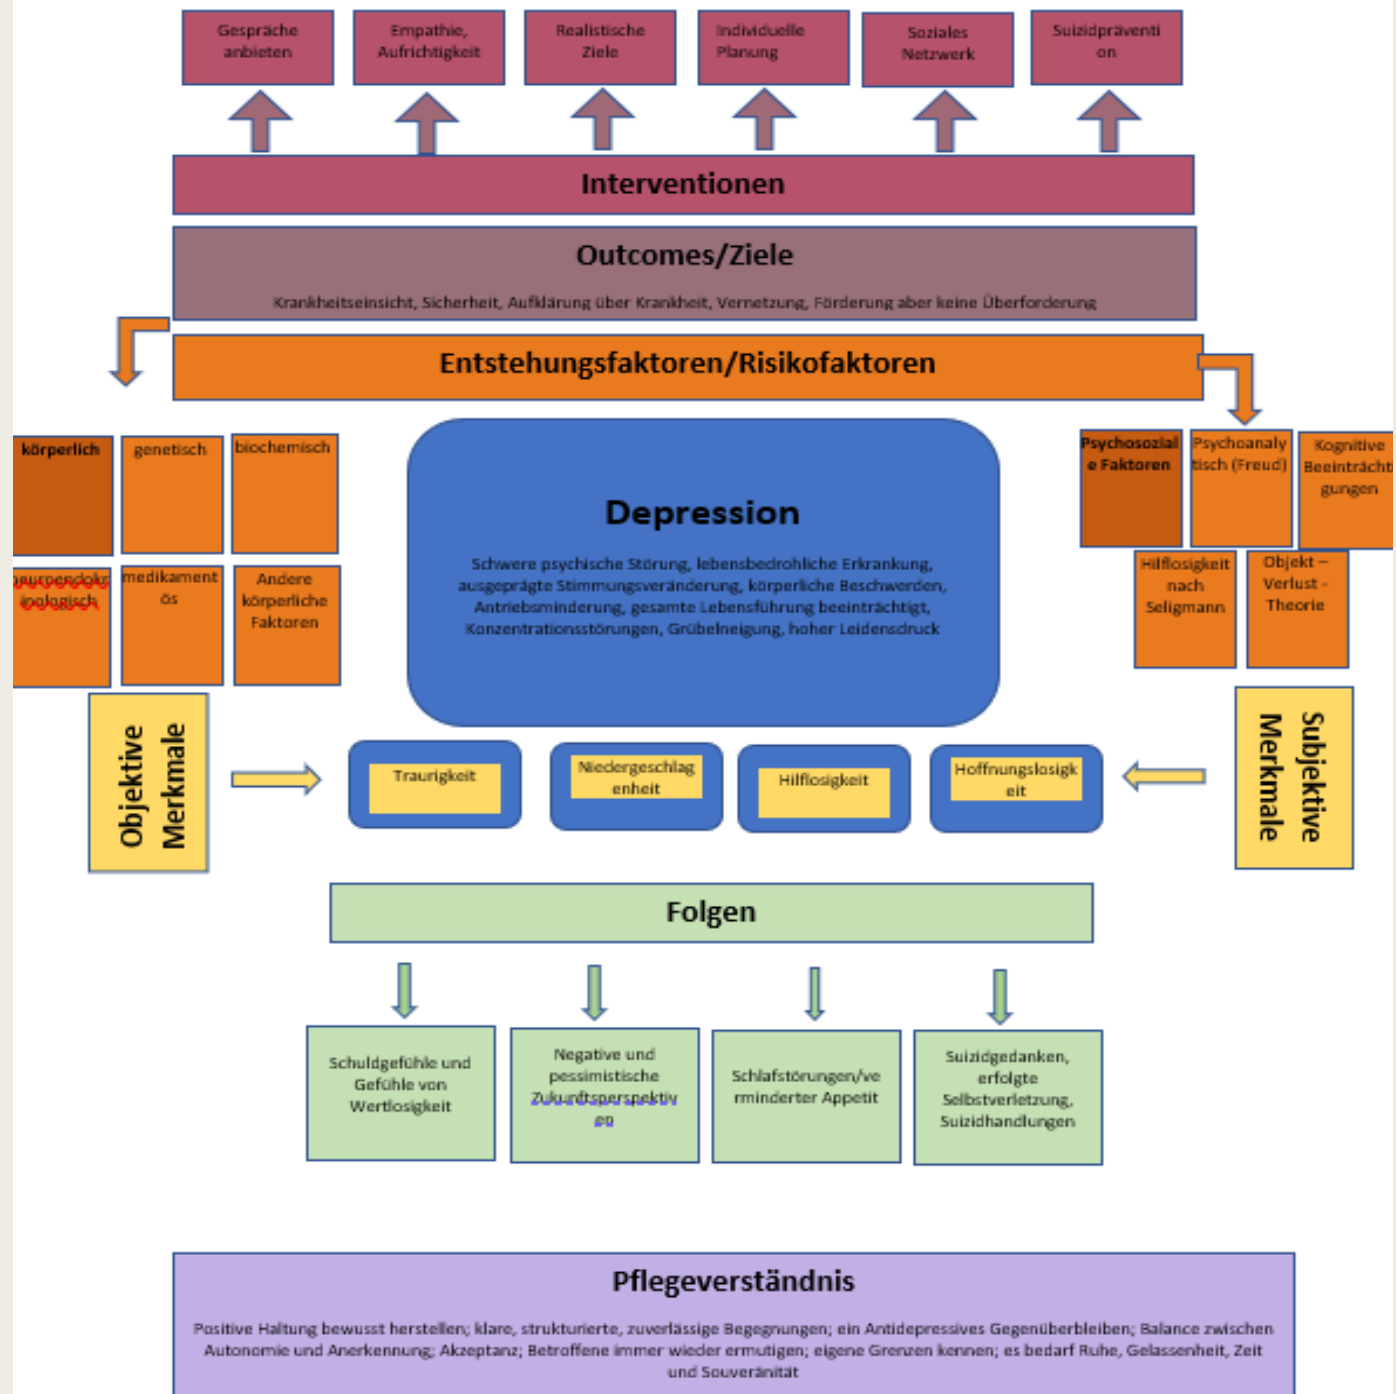 Gespräche
anbieten
Empathie,
Aufrichtigkeit
Realistische
Ziele
Individuelle
Planung
Soziales
Netzwerk
Suizidpräventi
on
Interventionen
Outcomes/Ziele
Krankheitseinsicht, Sicherheit, Aufklärung über Krankheit, Vernetzung, Förderung aber keine Überforderung
Entstehungsfaktoren/Risikofaktoren
körperlich
genetisch
biochemisch
neuroendokr
inologisch
medikament
ös
Andere
körperliche
Faktoren
Depression
Schwere psychische Störung, lebensbedrohliche Erkrankung,
ausgeprägte Stimmungsveränderung, körperliche Beschwerden,
Antriebsminderung, gesamte Lebensführung beeinträchtigt,
Konzentrationsstörungen, Grübelneigung, hoher Leidensdruck
Psychosozial
e Faktoren
Psychoanaly
tisch (Freud)
Kognitive
Beeinträchti
gungen
Hilflosigkeit
nach
Seligmann
Objekt –
Verlust -
Theorie
Objektive
Merkmale
Traurigkeit
Niedergeschlag
enheit
Hilflosigkeit
Hoffnungslosigk
eit
Subjektive
Merkmale
Folgen
Schuldgefühle und
Gefühle von
Wertlosigkeit
Negative und
pessimistische
Zukunftsperspektiv
en
Schlafstörungen/ve
rminderter Appetit
Suizidgedanken,
erfolgte
Selbstverletzung,
Suizidhandlungen
Pflegeverständnis
Positive Haltung bewusst herstellen; klare, strukturierte, zuverlässige Begegnungen; ein Antidepressives Gegenüberbleiben; Balance zwischen
Autonomie und Anerkennung; Akzeptanz; Betroffene immer wieder ermutigen; eigene Grenzen kennen; es bedarf Ruhe, Gelassenheit, Zeit
und Souveränität